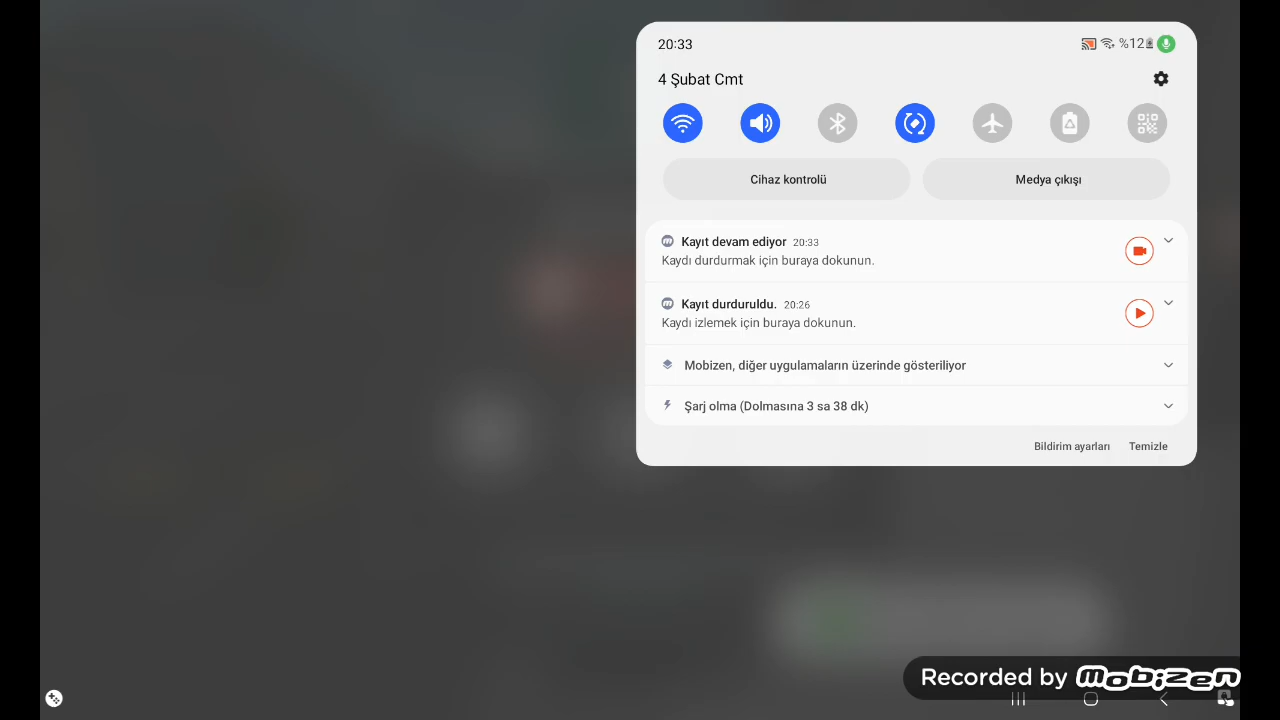 20:33
%12
4 Şubat Cmt
Cihaz kontrolü
Medya çıkışı
Kayıt devam ediyor 20:33
Kaydı durdurmak için buraya dokunun.
Kayıt durduruldu. 20:26
Kaydı izlemek için buraya dokunun.
Mobizen, diğer uygulamaların üzerinde gösteriliyor
Şarj olma (Dolmasına 3 sa 38 dk)
Bildirim ayarları
Temizle
Recorded by mobizen